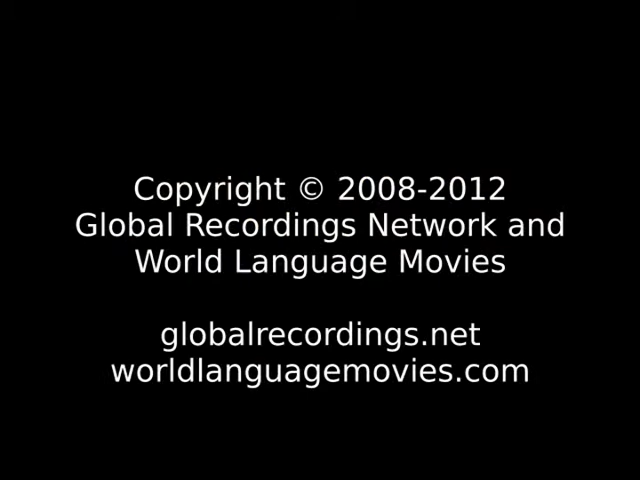 Copyright © 2008-2012
Global Recordings Network and
World Language Movies
globalrecordings.net
worldlanguagemovies.com